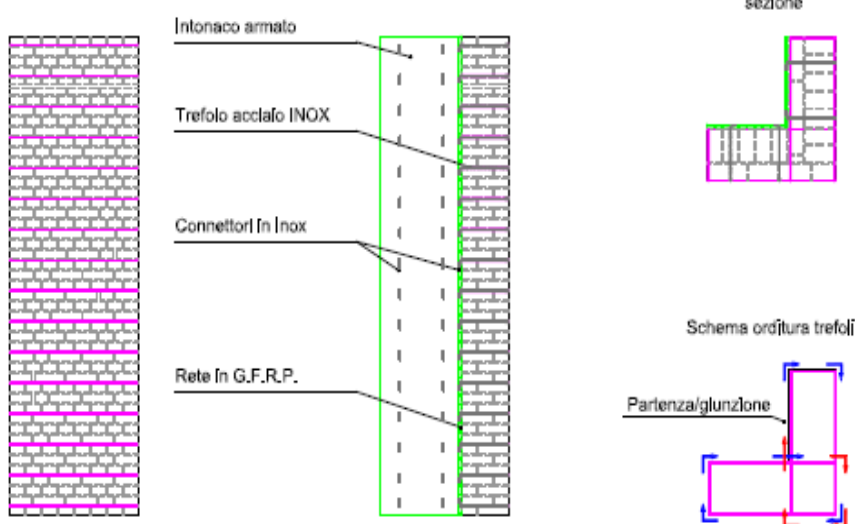 sezione
Intonaco armato
Trefolo acciaio INOX
Connettori in Inox
Rete in G.F.R.P.
Schema orditura trefoli
Partenza/giunzione